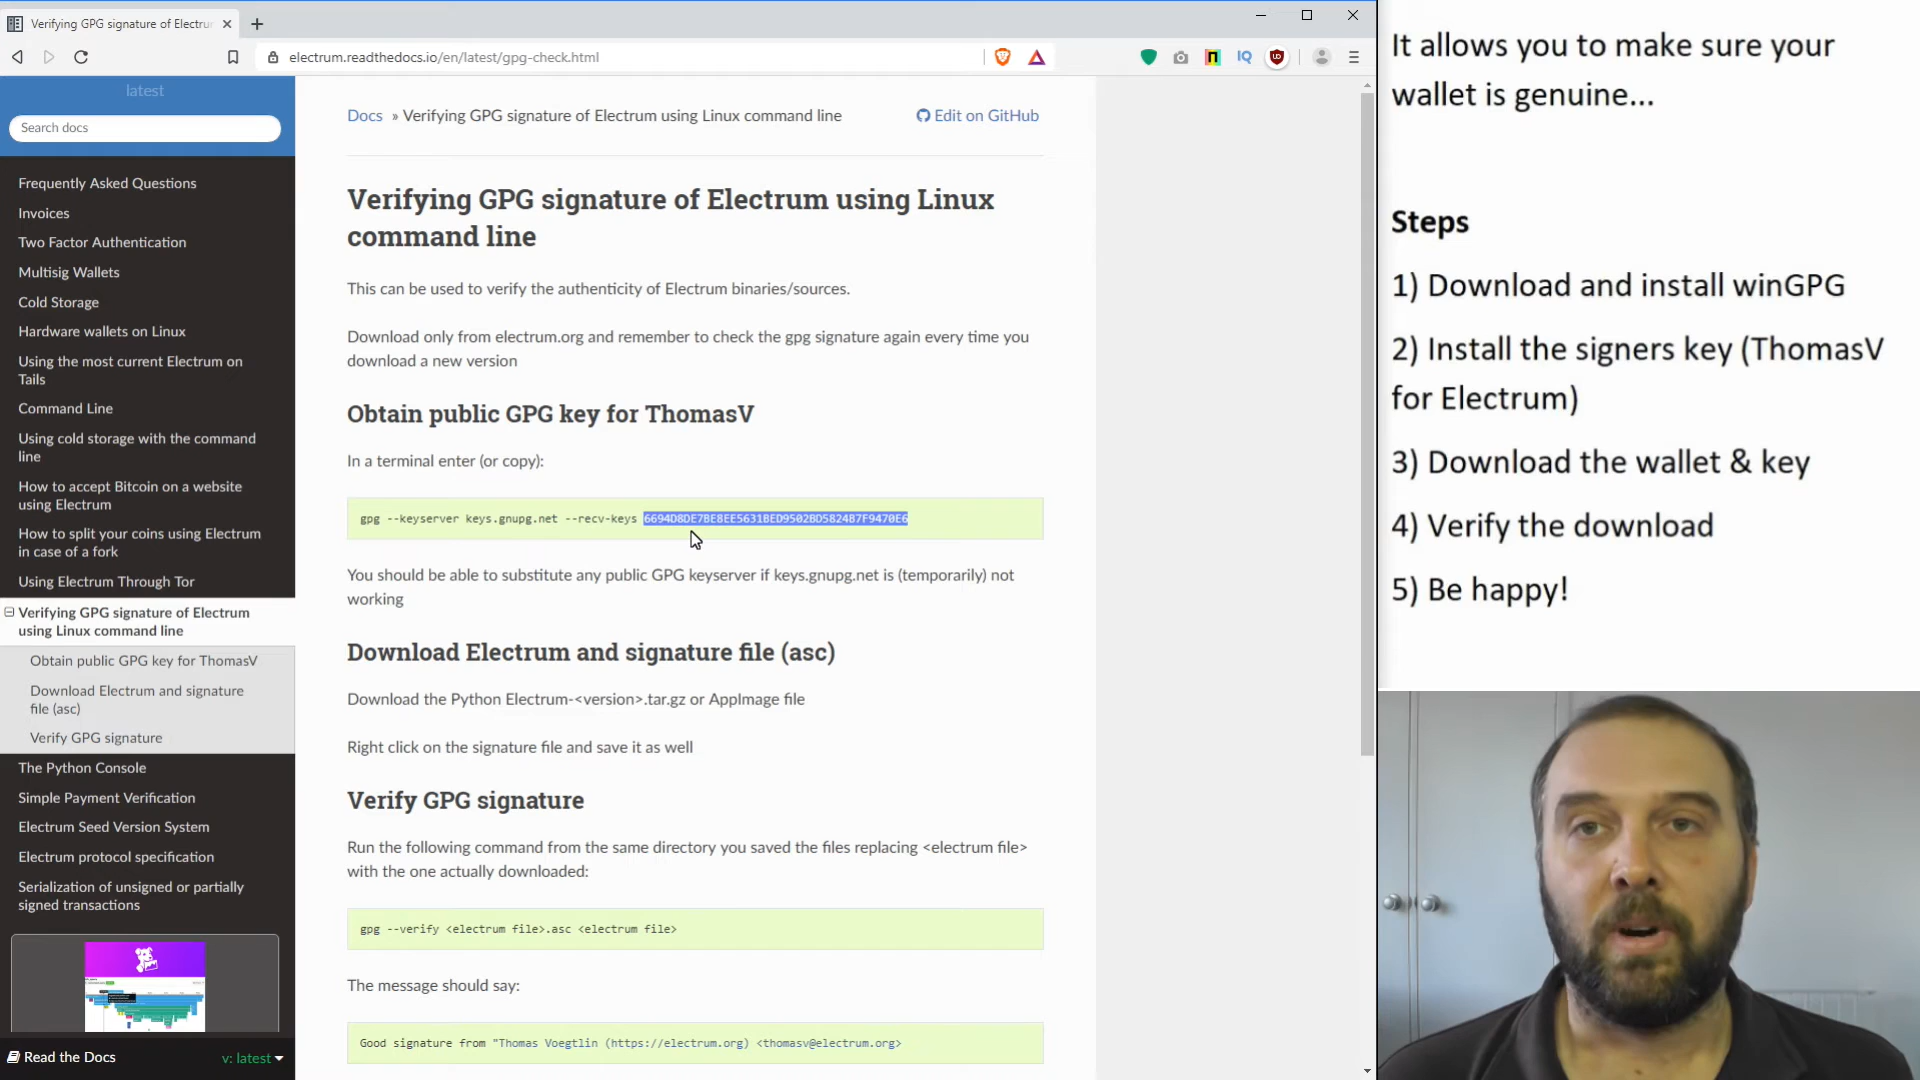 Verifying GPG signature of Electru
electrum.readthedocs.io/en/latest/gpg-check.html
IQ
latest
Search docs
Frequently Asked Questions
Invoices
Two Factor Authentication
Multisig Wallets
Cold Storage
Hardware wallets on Linux
Using the most current Electrum on
Tails
Command Line
Using cold storage with the command
line
How to accept Bitcoin on a website
using Electrum
How to split your coins using Electrum
in case of a fork
Using Electrum Through Tor
Verifying GPG signature of Electrum
using Linux command line
Obtain public GPG key for ThomasV
Download Electrum and signature
file (asc)
Verify GPG signature
The Python Console
Simple Payment Verification
Electrum Seed Version System
Electrum protocol specification
Serialization of unsigned or partially
signed transactions
Read the Docs
v: latest
Docs » Verifying GPG signature of Electrum using Linux command line
Edit on GitHub
Verifying GPG signature of Electrum using Linux
command line
This can be used to verify the authenticity of Electrum binaries/sources.
Download only from electrum.org and remember to check the gpg signature again every time you
download a new version
Obtain public GPG key for ThomasV
In a terminal enter (or copy):
gpg --keyserver keys.gnupg.net --recv-keys 6694D8DE7BE8EE5631BED9502BD582487F9470E6
You should be able to substitute any public GPG keyserver if keys.gnupg.net is (temporarily) not
working
Download Electrum and signature file (asc)
Download the Python Electrum-<version>.tar.gz or AppImage file
Right click on the signature file and save it as well
Verify GPG signature
Run the following command from the same directory you saved the files replacing <electrum file>
with the one actually downloaded:
gpg --verify <electrum file>.asc <electrum file>
The message should say:
Good signature from "Thomas Voegtlin (https://electrum.org) <thomasv@electrum.org>
It allows you to make sure your
wallet is genuine...
Steps
1) Download and install winGPG
2) Install the signers key (ThomasV
for Electrum)
3) Download the wallet & key
4) Verify the download
5) Be happy!